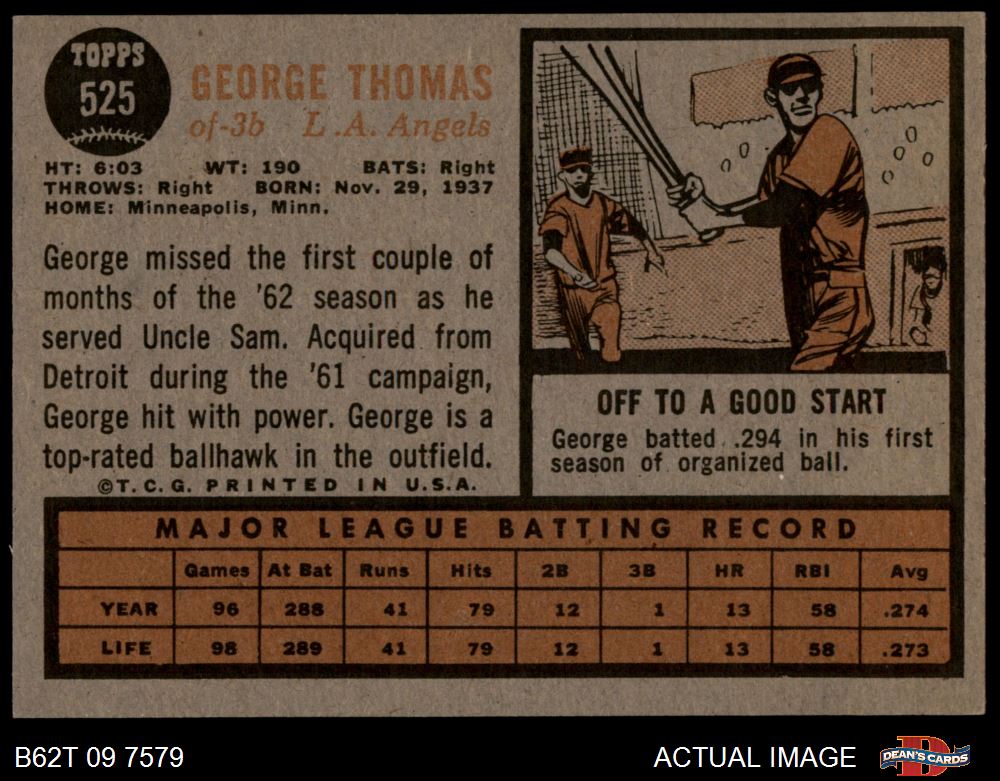 TOPPS
525
GEORGE THOMAS
of-3b L.A. Angels
HT: 6:03 WT: 190 BATS: Right
THROWS: Right BORN: Nov. 29, 1937
HOME: Minneapolis, Minn.
George missed the first couple of
months of the '62 season as he
served Uncle Sam. Acquired from
Detroit during the '61 campaign,
George hit with power. George is a
top-rated ballhawk in the outfield.
©T.C.G. PRINTED IN U.S.A.
OFF TO A GOOD START
George batted .294 in his first
season of organized ball.
MAJOR LEAGUE BATTING RECORD
Games At Bat Runs Hits 2B 3B HR RBI Avg
YEAR 96 288 41 79 12 1 13 58 .274
LIFE 98 289 41 79 12 1 13 58 .273
B62T 09 7579
ACTUAL IMAGE
D
DEAN'S CARDS